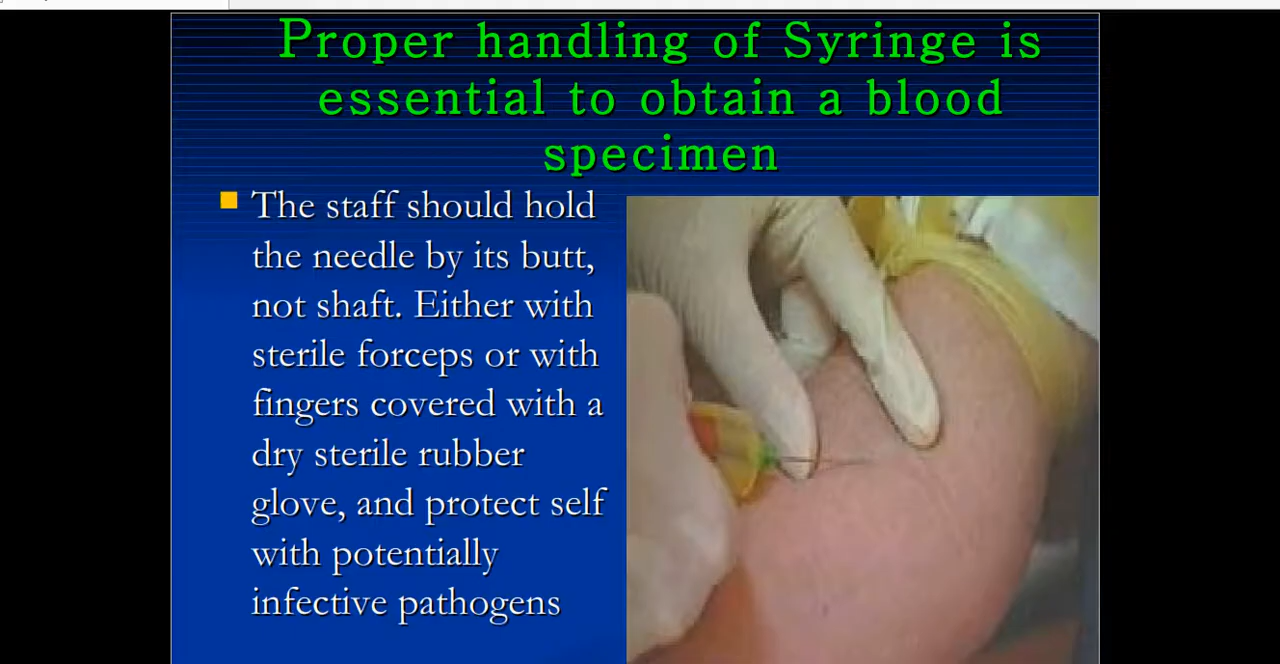 Proper handling of Syringe is
essential to obtain a blood
specimen
The staff should hold
the needle by its butt,
not shaft. Either with
sterile forceps or with
fingers covered with a
dry sterile rubber
glove, and protect self
with potentially
infective pathogens